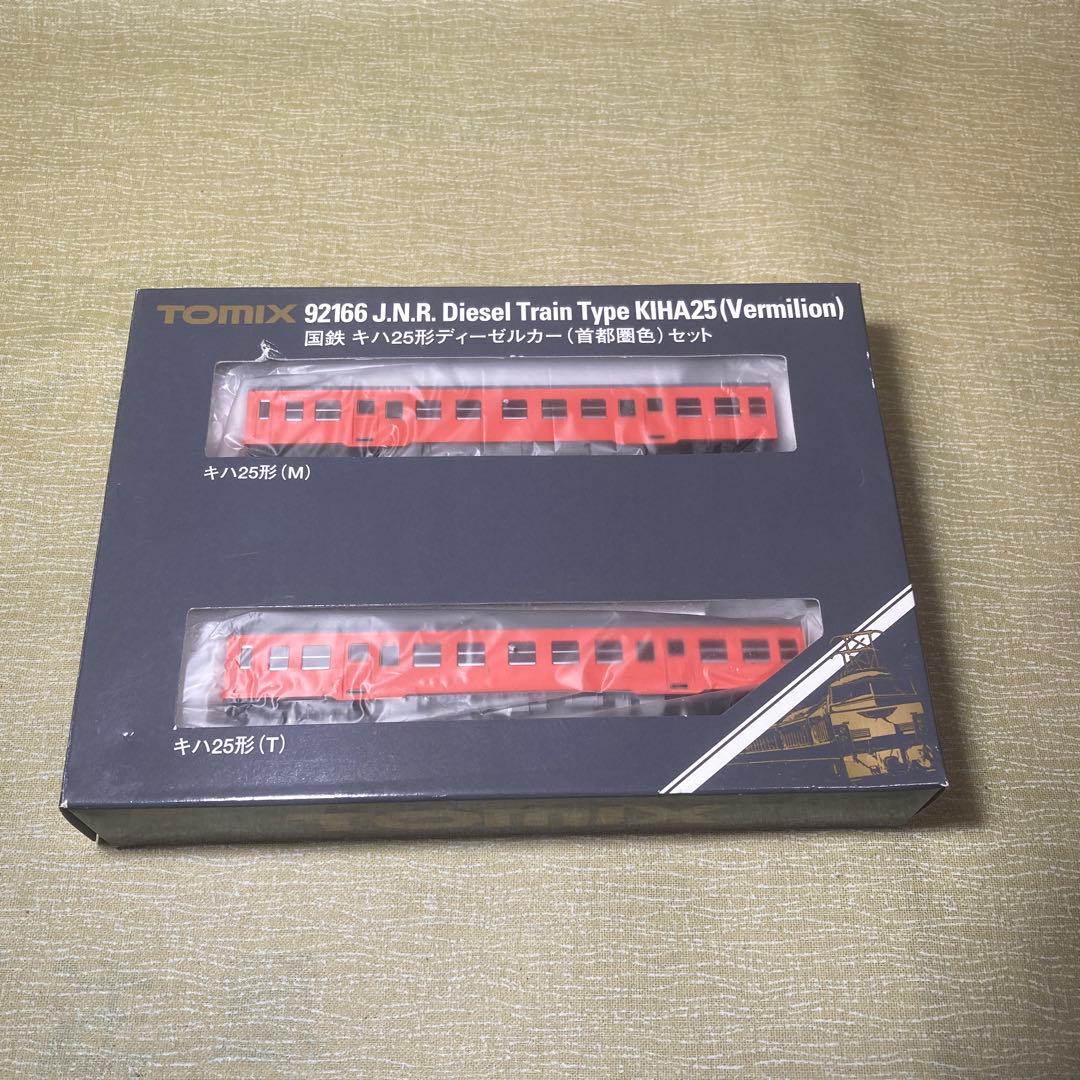 TOMIX 92166 J.N.R. Diesel Train Type KIHA25 (Vermilion)
国鉄 キハ25形ディーゼルカー(首都圏色)セット
キハ25形(M)
キハ25形(T)
TOMIX